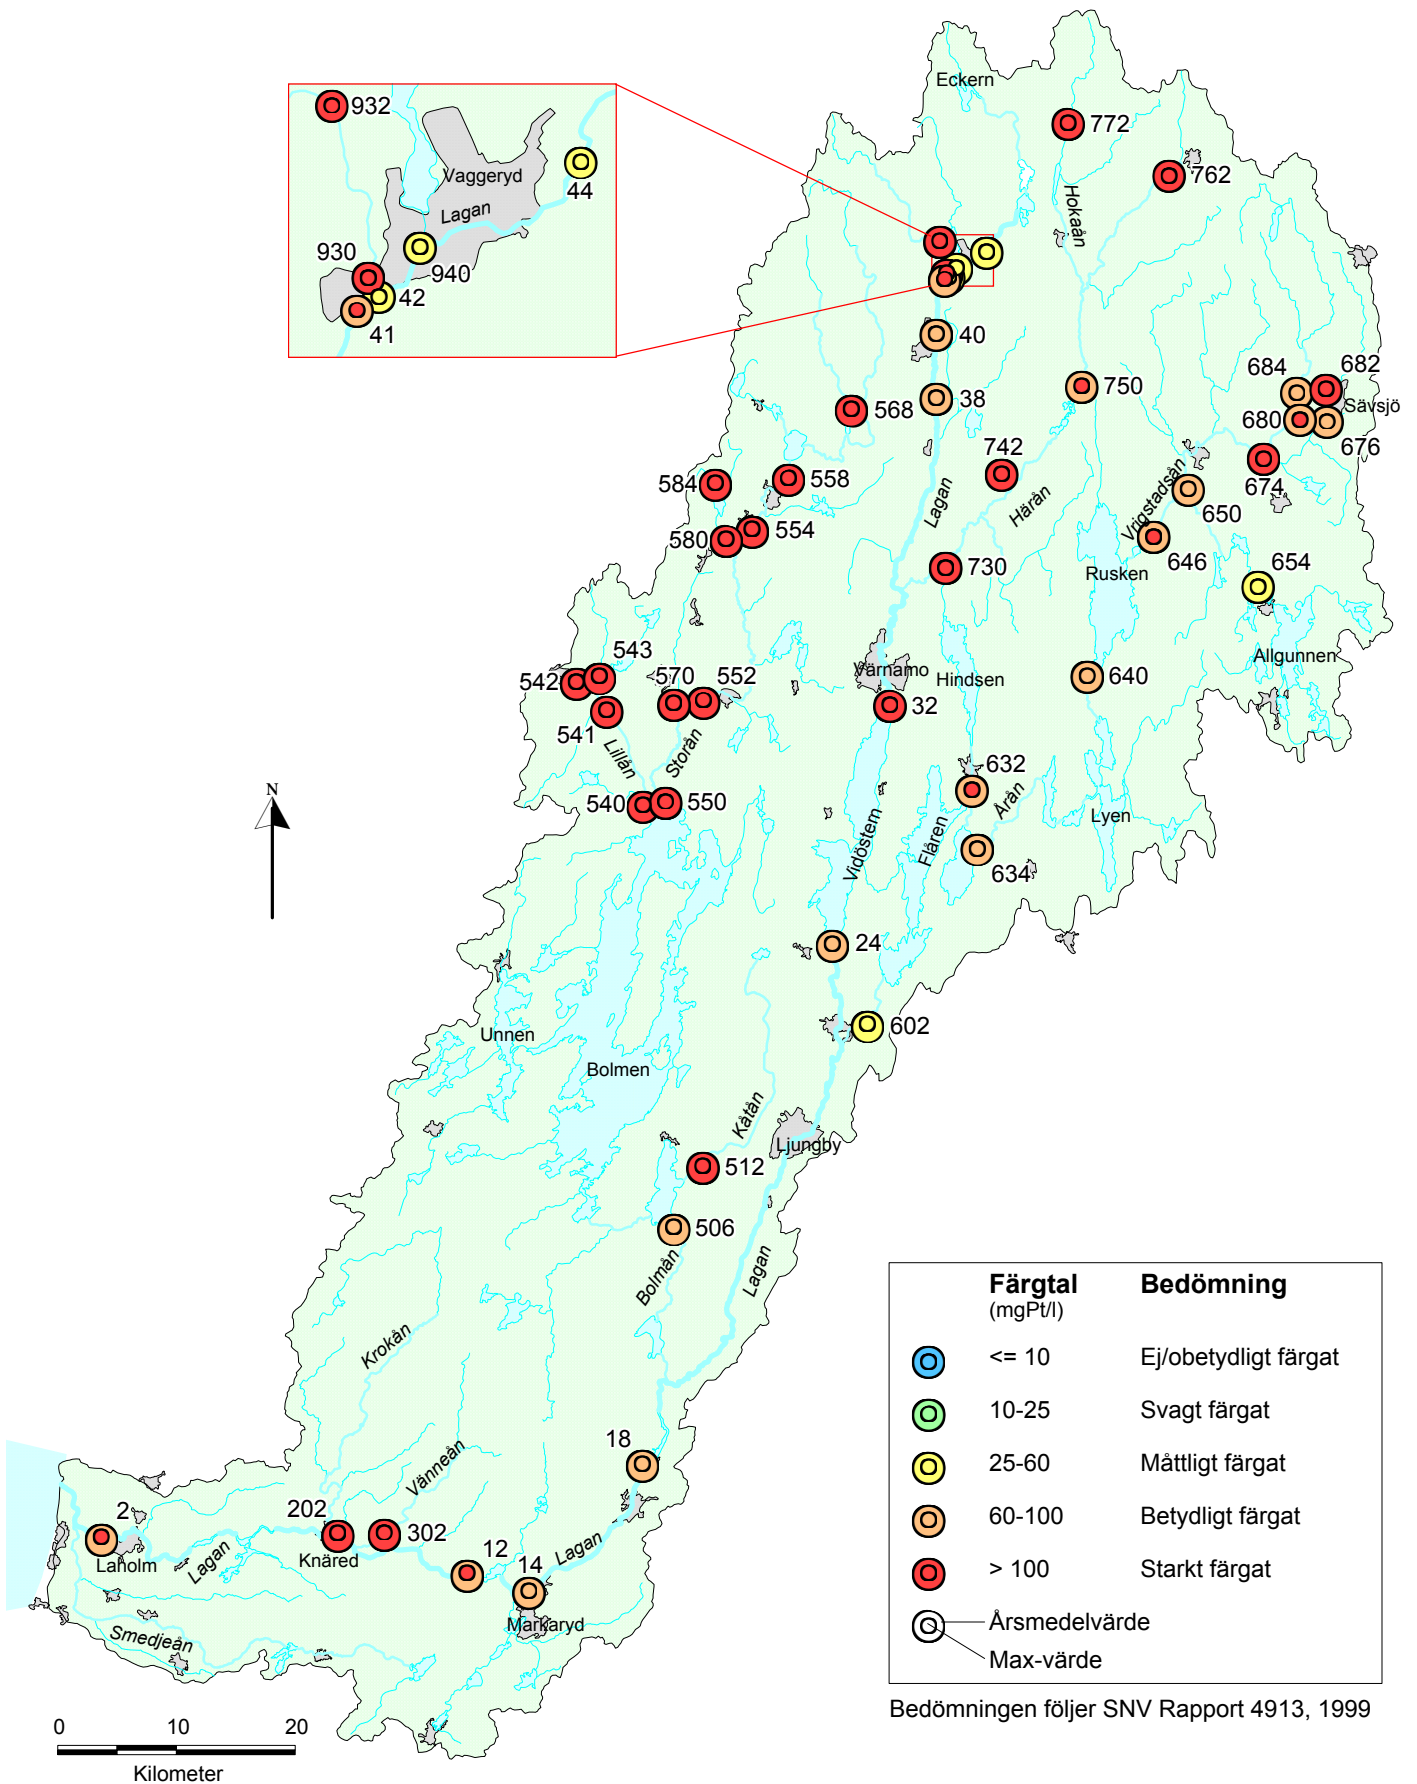 Eckern
932
772
Vaggeryd
44
762
Lagan
Hokaån
930
940
42
41
40
684
682
38
750
568
Sävsjö
680
676
742
584
558
674
Lagan
Härån
Vrigstadsån
650
580
554
646
730
Rusken
654
543
Allgunnen
542
570
552
Värnamo
Hindsen
640
541
32
Lillån
Storån
632
N
540
550
Årån
Lyen
Vidöstern
Flåren
634
24
Unnen
602
Bolmen
Kåtån
Ljungby
512
506
Bolmån
Lagan
Färgtal
Bedömning
(mgPt/l)
Krokån
<= 10
Ej/obetydligt färgat
10-25
Svagt färgat
18
Vänneån
25-60
Måttligt färgat
2
202
302
60-100
Betydligt färgat
Laholm
Lagan
Knäred
12
14
Lagan
> 100
Starkt färgat
Markaryd
Årsmedelvärde
Smedjeån
Max-värde
Bedömningen följer SNV Rapport 4913, 1999
0
10
20
Kilometer